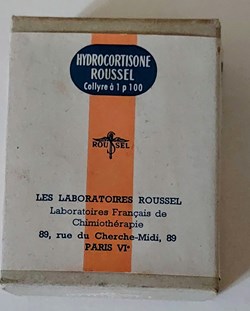 HYDROCORTISONE
ROUSSEL
Collyre à 1 p 100
ROUSSEL
LES LABORATOIRES ROUSSEL
Laboratoires Français de
Chimiothérapie
89, rue du Cherche-Midi, 89
PARIS VIe